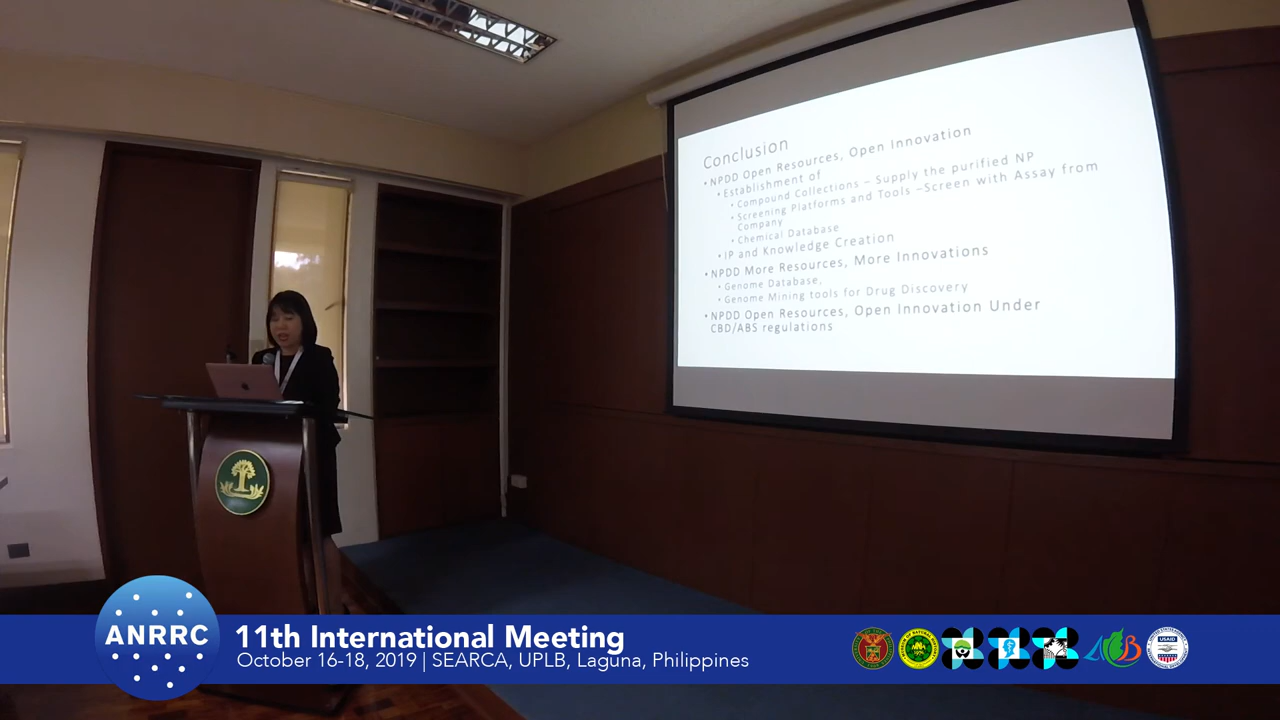 Conclusion
•NPDD Open Resources, Open Innovation
•Establishment of
•Compound Collections – Supply the purified NP
•Screening Platforms and Tools –Screen with Assay from
Company
•Chemical Database
•IP and Knowledge Creation
•NPDD More Resources, More Innovations
•Genome Database,
•Genome Mining tools for Drug Discovery
•NPDD Open Resources, Open Innovation Under
CBD/ABS regulations
ANRRC
11th International Meeting
October 16-18, 2019 | SEARCA, UPLB, Laguna, Philippines
USAID